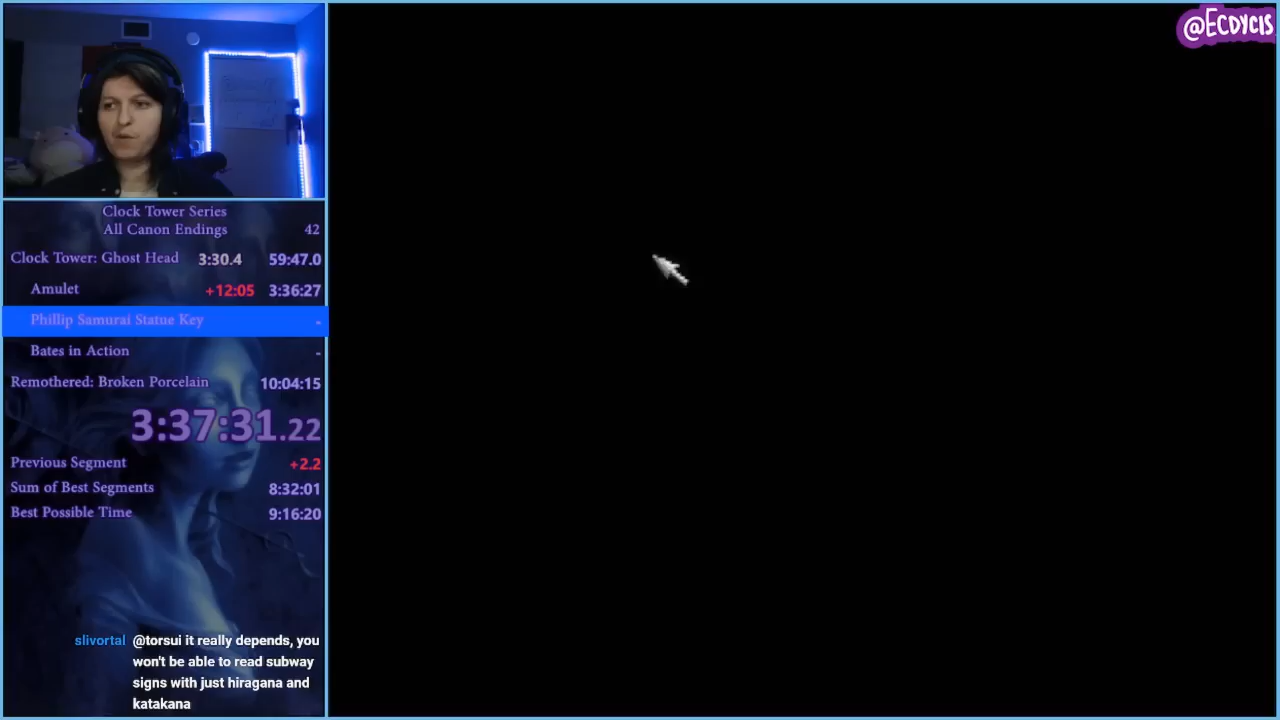 @ECDYCIS
Clock Tower Series
All Canon Endings 42
Clock Tower: Ghost Head 3:30.4 59:47.0
Amulet +12:05 3:36:27
Phillip Samurai Statue Key -
Bates in Action -
Remothered: Broken Porcelain 10:04:15
3:37:31.22
Previous Segment +2.2
Sum of Best Segments 8:32:01
Best Possible Time 9:16:20
slivortal @torsui it really depends, you
won't be able to read subway
signs with just hiragana and
katakana